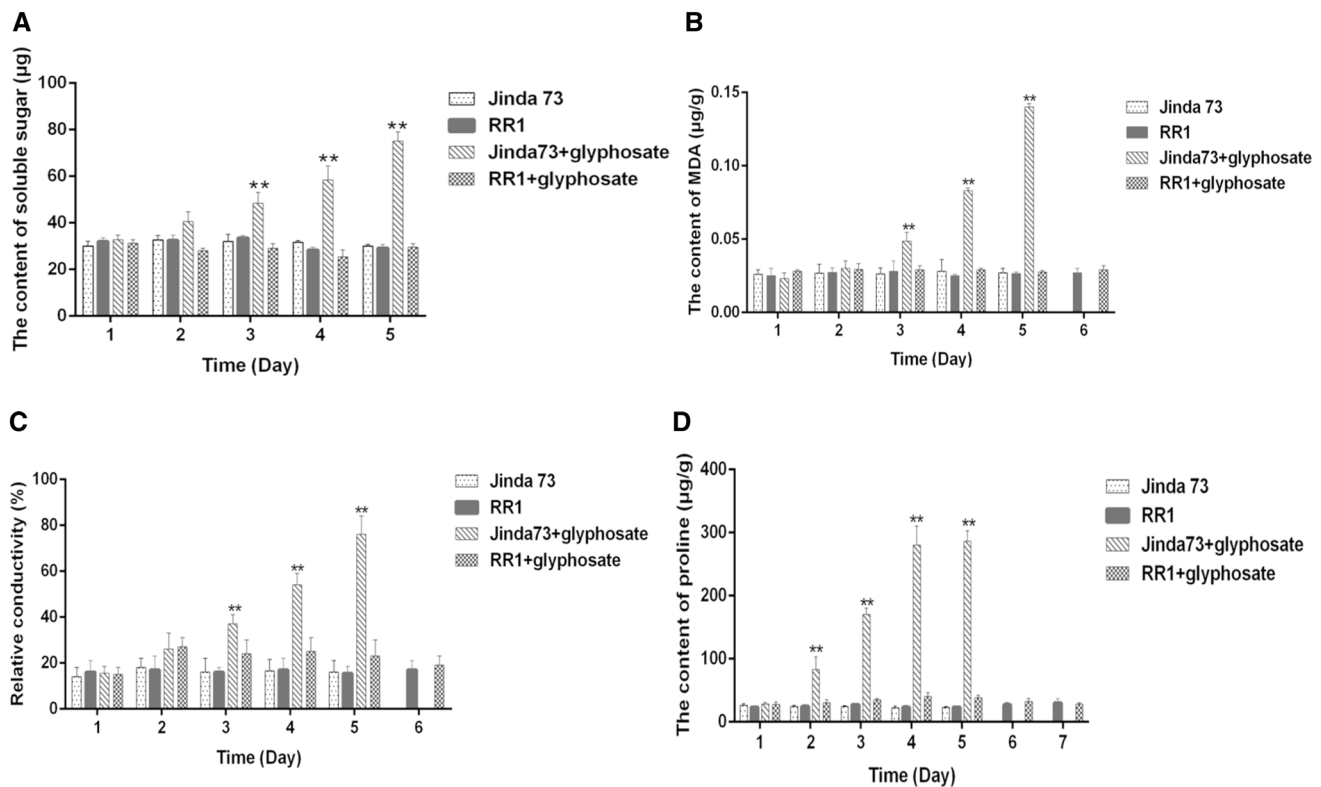 A
The content of soluble sugar (µg)
100
80
60
40
20
0
** ** **
1 2 3 4 5
Time (Day)
Jinda 73
RR1
Jinda73+glyphosate
RR1+glyphosate
B
The content of MDA (µg/g)
0.15
0.10
0.05
0.00
** ** **
1 2 3 4 5 6
Time (Day)
Jinda 73
RR1
Jinda73+glyphosate
RR1+glyphosate
C
Relative conductivity (%)
100
80
60
40
20
0
** ** **
1 2 3 4 5 6
Time (Day)
Jinda 73
RR1
Jinda73+glyphosate
RR1+glyphosate
D
The content of proline (µg/g)
400
300
200
100
0
** ** ** **
1 2 3 4 5 6 7
Time (Day)
Jinda 73
RR1
Jinda73+glyphosate
RR1+glyphosate